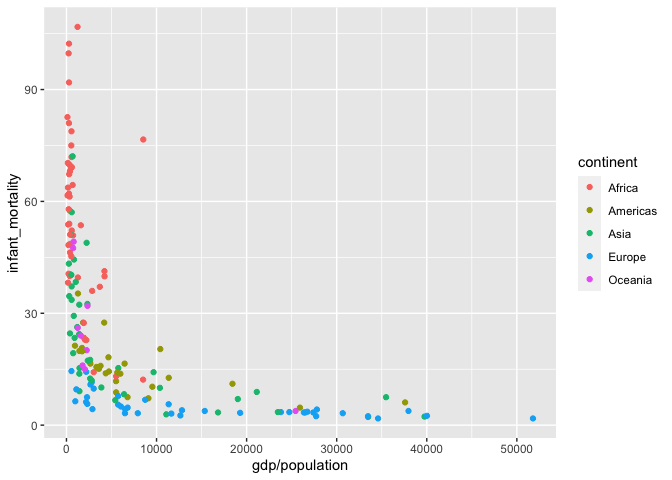 90
60
30
0
infant_mortality
0 10000 20000 30000 40000 50000
gdp/population
continent
Africa
Americas
Asia
Europe
Oceania